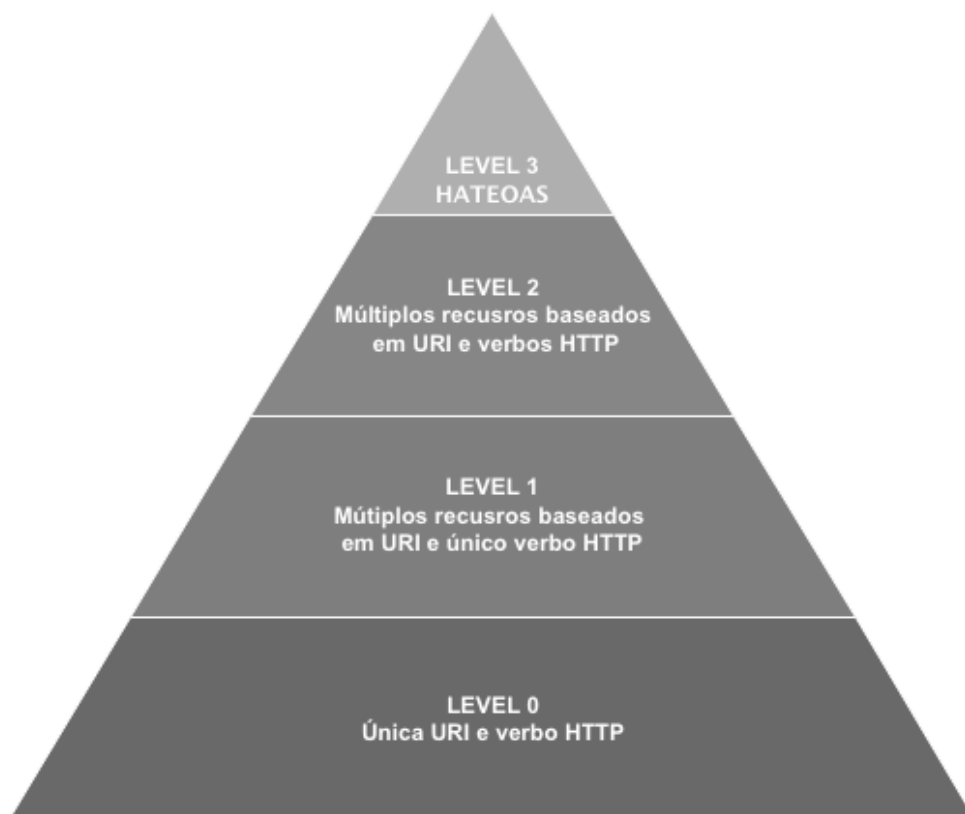 LEVEL 3
HATEOAS
LEVEL 2
Múltiplos recusros baseados
em URI e verbos HTTP
LEVEL 1
Mútiplos recusros baseados
em URI e único verbo HTTP
LEVEL 0
Única URI e verbo HTTP